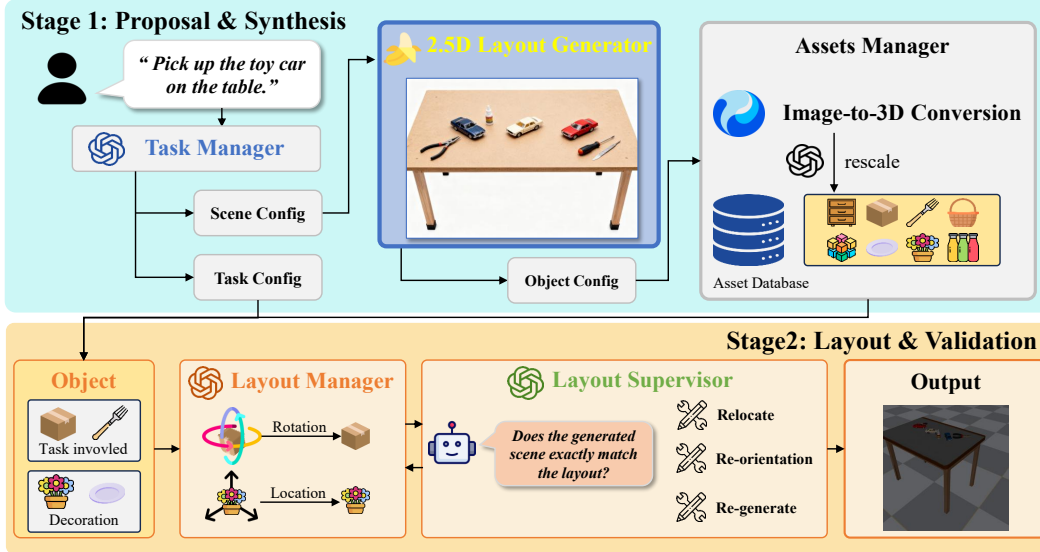 Stage 1: Proposal & Synthesis
“ Pick up the toy car
on the table.”
Task Manager
Scene Config
Task Config
2.5D Layout Generator
Object Config
Assets Manager
Image-to-3D Conversion
rescale
Asset Database
Stage2: Layout & Validation
Object
Task invovled
Decoration
Layout Manager
Rotation
Location
Layout Supervisor
Does the generated
scene exactly match
the layout?
Relocate
Re-orientation
Re-generate
Output